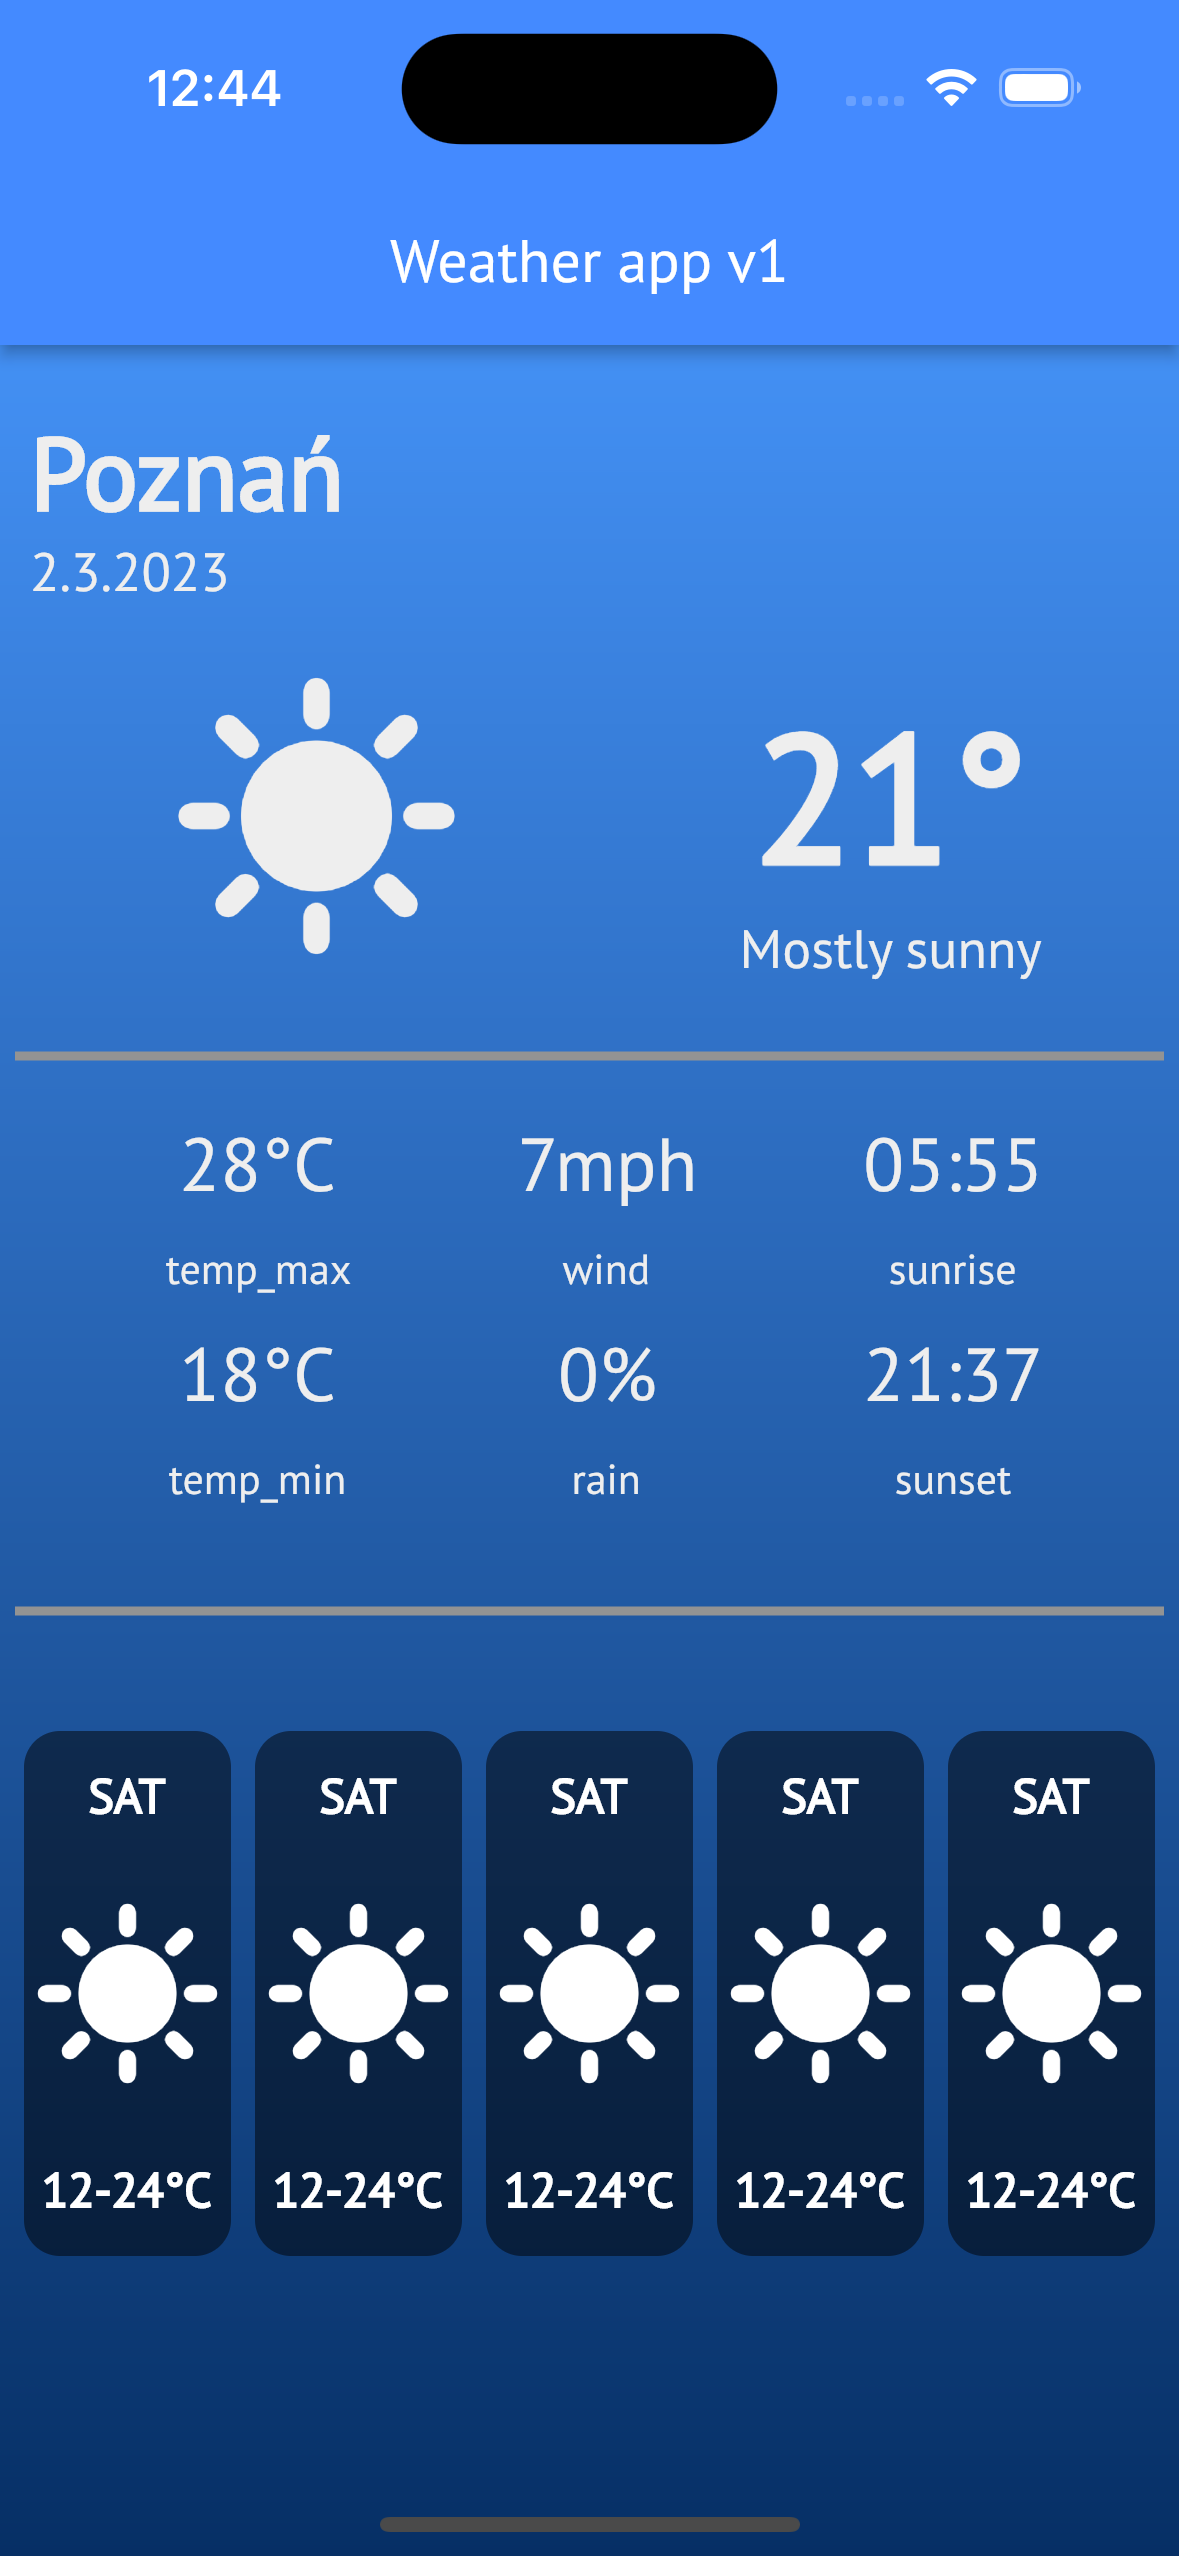 12:44
Weather app v1
Poznań
2.3.2023
21°
Mostly sunny
28°C 7mph 05:55
temp_max wind sunrise
18°C 0% 21:37
temp_min rain sunset
SAT SAT SAT SAT SAT
12-24°C 12-24°C 12-24°C 12-24°C 12-24°C